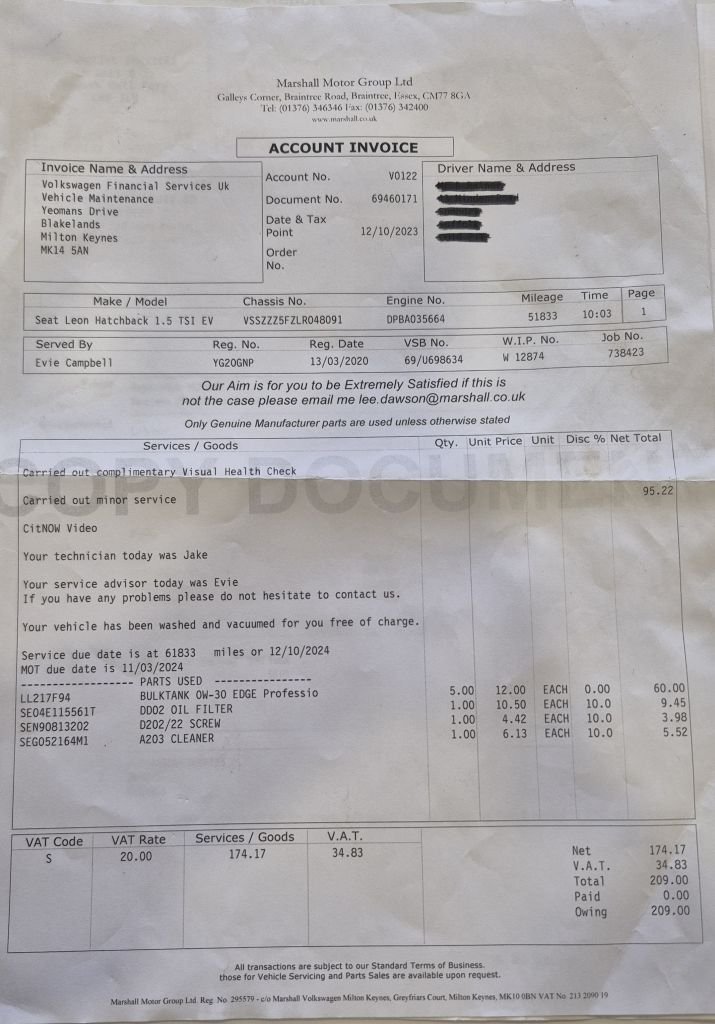 Marshall Motor Group Ltd
Galleys Corner, Braintree Road, Braintree, Essex, CM77 8GA
Tel: (01376) 346346 Fax: (01376) 342400
www.marshall.co.uk
ACCOUNT INVOICE
Invoice Name & Address
Volkswagen Financial Services Uk
Vehicle Maintenance
Yeomans Drive
Blakelands
Milton Keynes
MK14 5AN
Account No. V0122
Document No. 69460171
Date & Tax
Point 12/10/2023
Order
No.
Driver Name & Address
Make / Model Chassis No. Engine No. Mileage Time Page
Seat Leon Hatchback 1.5 TSI EV VSSZZZ5FZLR048091 DPBA035664 51833 10:03 1
Served By Reg. No. Reg. Date VSB No. W.I.P. No. Job No.
Evie Campbell YG20GNP 13/03/2020 69/U698634 W 12874 738423
Our Aim is for you to be Extremely Satisfied if this is
not the case please email me lee.dawson@marshall.co.uk
Only Genuine Manufacturer parts are used unless otherwise stated
Services / Goods Qty. Unit Price Unit Disc % Net Total
COPY DOCUMENT
Carried out complimentary Visual Health Check
Carried out minor service 95.22
CitNOW Video
Your technician today was Jake
Your service advisor today was Evie
If you have any problems please do not hesitate to contact us.
Your vehicle has been washed and vacuumed for you free of charge.
Service due date is at 61833 miles or 12/10/2024
MOT due date is 11/03/2024
------------------ PARTS USED ----------------
LL217F94 BULKTANK OW-30 EDGE Professio 5.00 12.00 EACH 0.00 60.00
SE04E115561T DD02 OIL FILTER 1.00 10.50 EACH 10.0 9.45
SEN90813202 D202/22 SCREW 1.00 4.42 EACH 10.0 3.98
SEG052164M1 A203 CLEANER 1.00 6.13 EACH 10.0 5.52
VAT Code VAT Rate Services / Goods V.A.T.
S 20.00 174.17 34.83
Net 174.17
V.A.T. 34.83
Total 209.00
Paid 0.00
Owing 209.00
All transactions are subject to our Standard Terms of Business.
those for Vehicle Servicing and Parts Sales are available upon request.
Marshall Motor Group Ltd. Reg. No. 295579 - c/o Marshall Volkswagen Milton Keynes, Greyfriars Court, Milton Keynes, MK10 0BN VAT No 213 2090 19